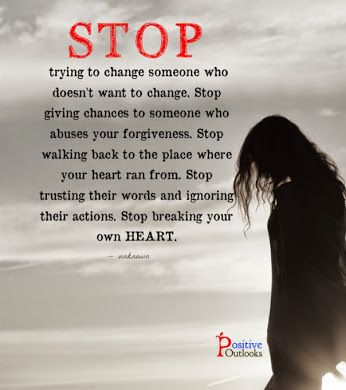 STOP
trying to change someone who
doesn't want to change. Stop
giving chances to someone who
abuses your forgiveness. Stop
walking back to the place where
your heart ran from. Stop
trusting their words and ignoring
their actions. Stop breaking your
own HEART.
- unknown
Positive
Outlooks